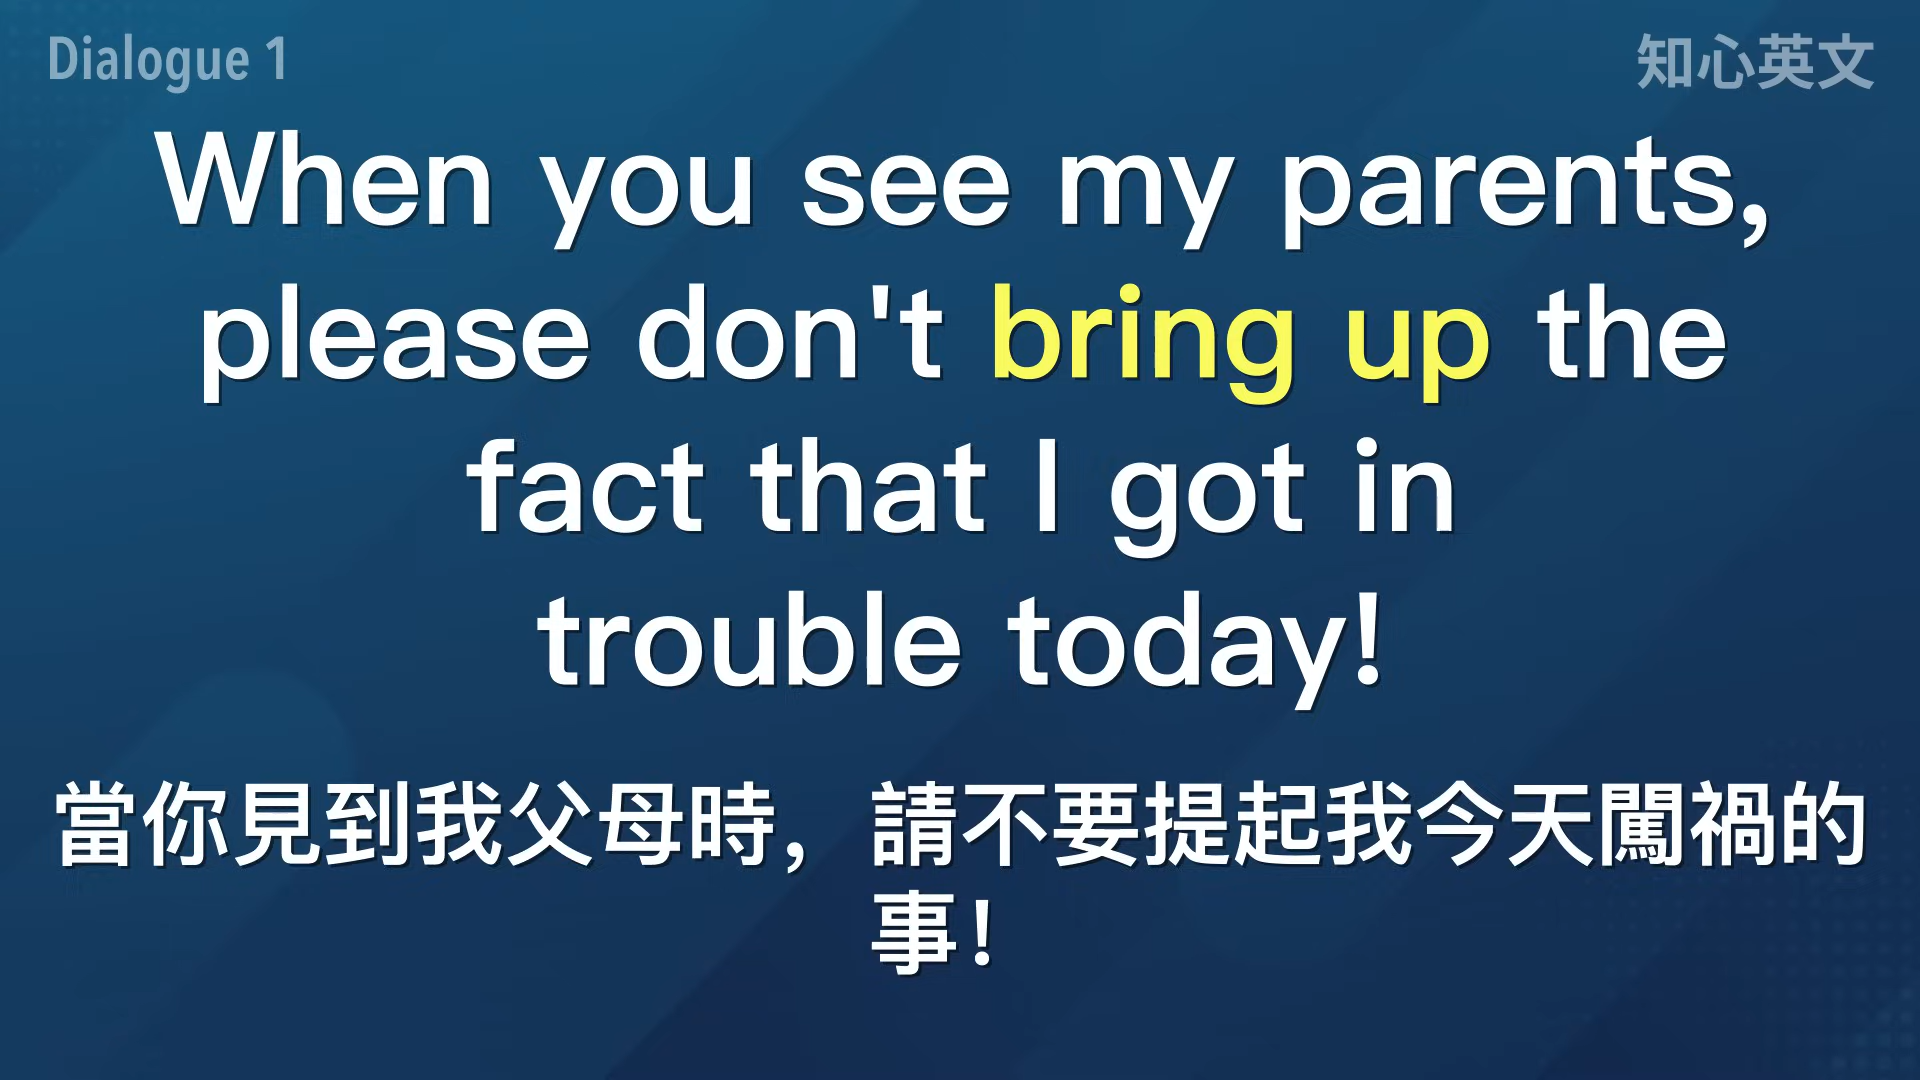 Dialogue 1
知心英文
When you see my parents,
please don't bring up the
fact that I got in
trouble today!
當你見到我父母時，請不要提起我今天闖禍的
事！